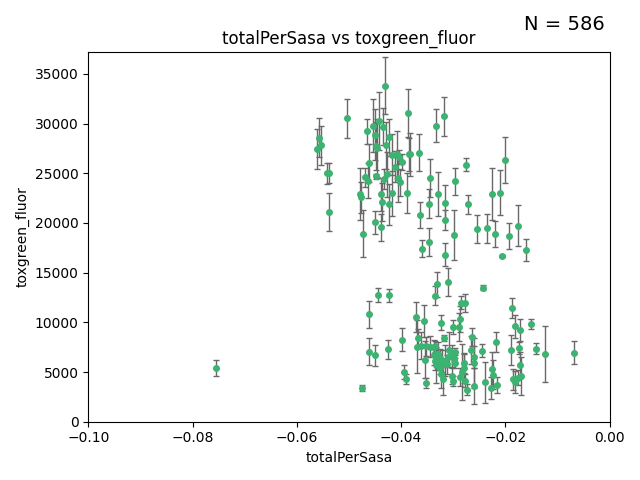 N = 586
totalPerSasa vs toxgreen_fluor
toxgreen_fluor
35000
30000
25000
20000
15000
10000
5000
0
−0.10 −0.08 −0.06 −0.04 −0.02 0.00
totalPerSasa